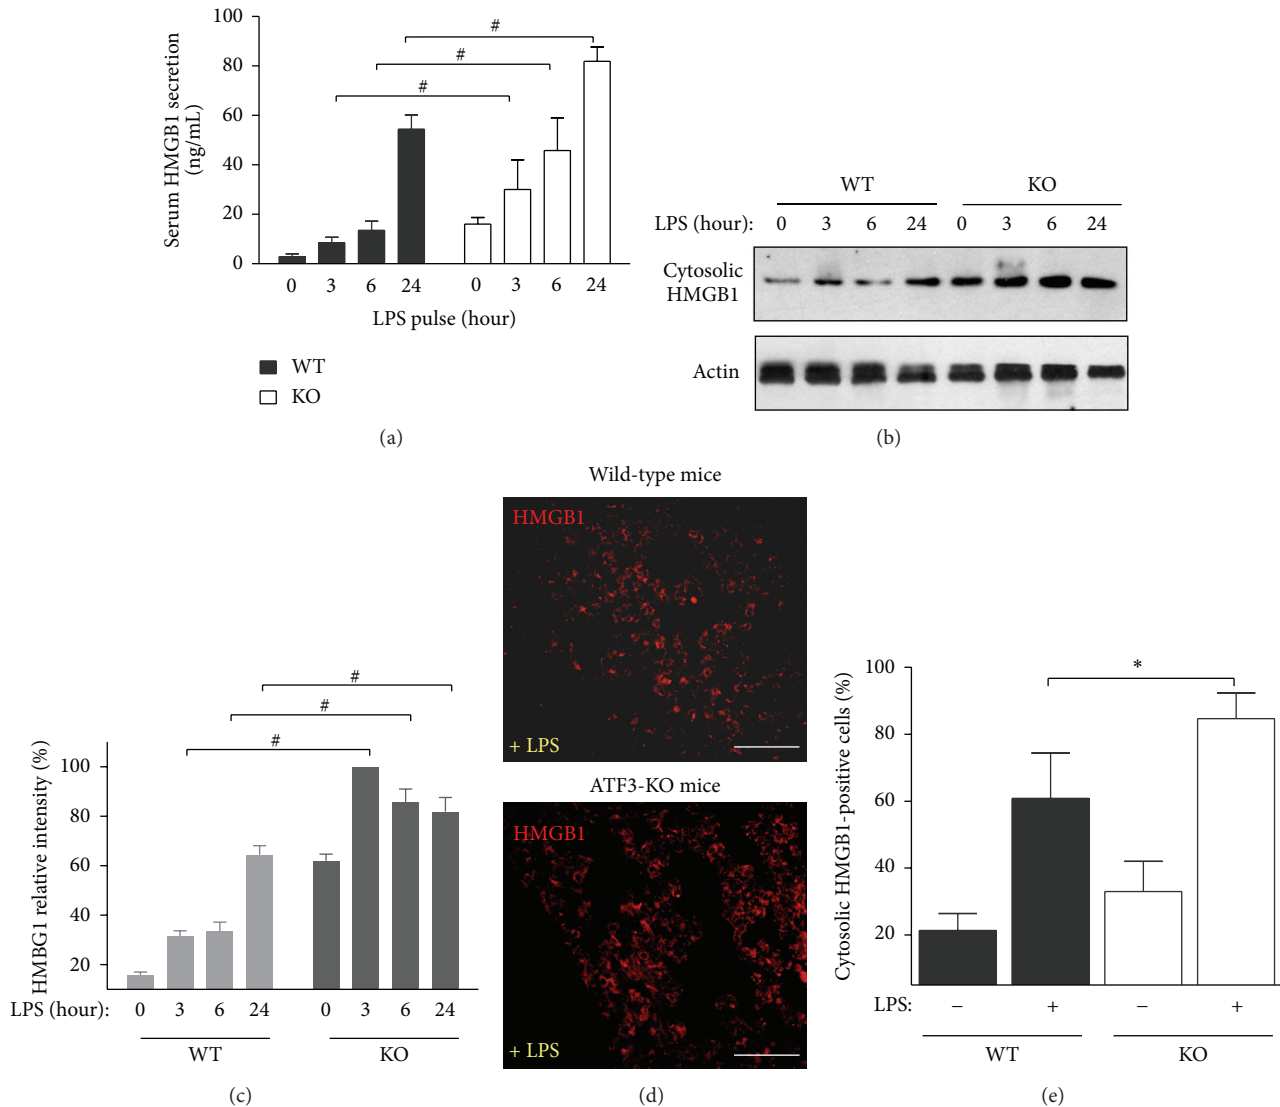 Serum HMGB1 secretion
(ng/mL)
100
80
60
40
20
0
#
#
#
0 3 6 24 0 3 6 24
LPS pulse (hour)
WT
KO
(a)
WT KO
LPS (hour): 0 3 6 24 0 3 6 24
Cytosolic
HMGB1
Actin
(b)
HMBG1 relative intensity (%)
100
80
60
40
20
#
#
#
LPS (hour): 0 3 6 24 0 3 6 24
WT KO
(c)
Wild-type mice
HMGB1
+ LPS
ATF3-KO mice
HMGB1
+ LPS
(d)
Cytosolic HMGB1-positive cells (%)
100
80
60
40
20
*
LPS: − + − +
WT KO
(e)